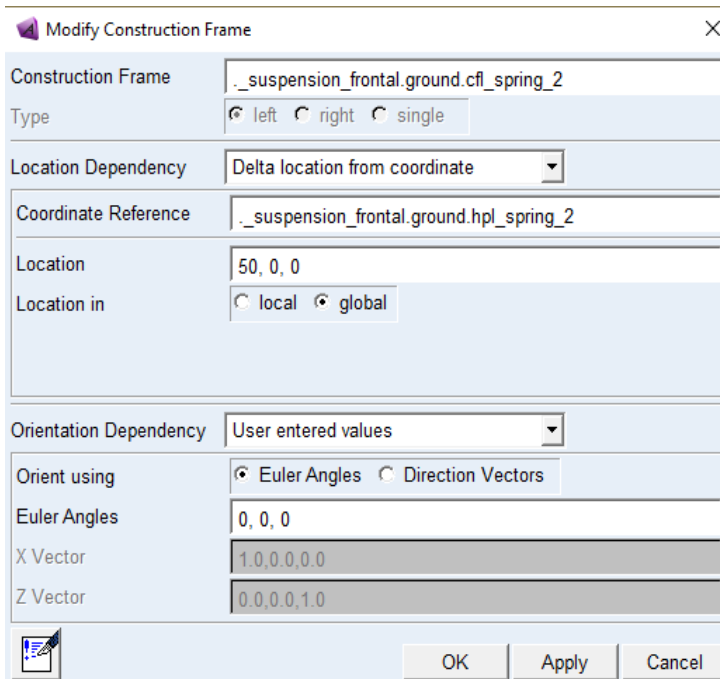 Modify Construction Frame
Construction Frame ._suspension_frontal.ground.cfl_spring_2
Type left right single
Location Dependency Delta location from coordinate
Coordinate Reference ._suspension_frontal.ground.hpl_spring_2
Location 50, 0, 0
Location in local global
Orientation Dependency User entered values
Orient using Euler Angles Direction Vectors
Euler Angles 0, 0, 0
X Vector 1.0,0.0,0.0
Z Vector 0.0,0.0,1.0
OK Apply Cancel